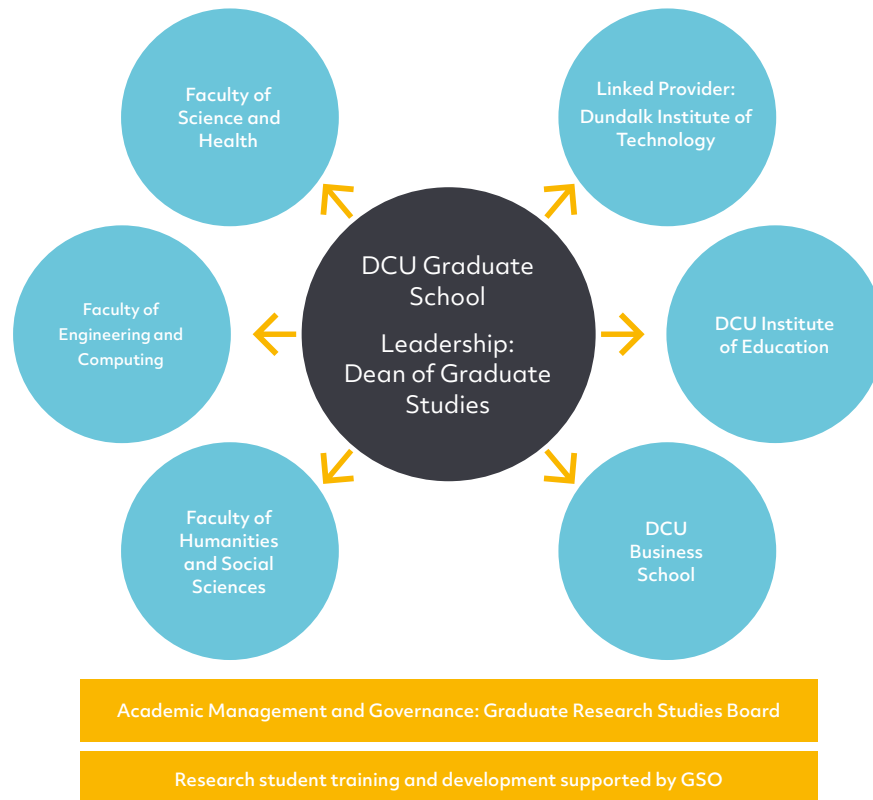 Faculty of
Science and
Health
Linked Provider:
Dundalk Institute of
Technology
DCU Graduate
School
Leadership:
Dean of Graduate
Studies
Faculty of
Engineering and
Computing
DCU Institute
of Education
Faculty of
Humanities
and Social
Sciences
DCU
Business
School
Academic Management and Governance: Graduate Research Studies Board
Research student training and development supported by GSO